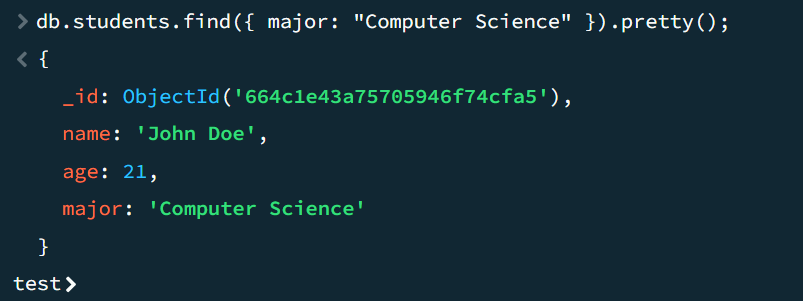 > db.students.find({ major: "Computer Science" }).pretty();
< {
_id: ObjectId('664c1e43a75705946f74cfa5'),
name: 'John Doe',
age: 21,
major: 'Computer Science'
}
test>